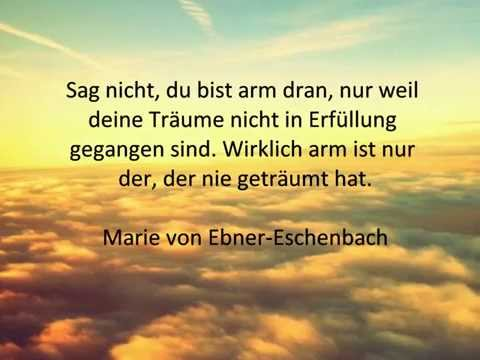 Sag nicht, du bist arm dran, nur weil
deine Träume nicht in Erfüllung
gegangen sind. Wirklich arm ist nur
der, der nie geträumt hat.
Marie von Ebner-Eschenbach